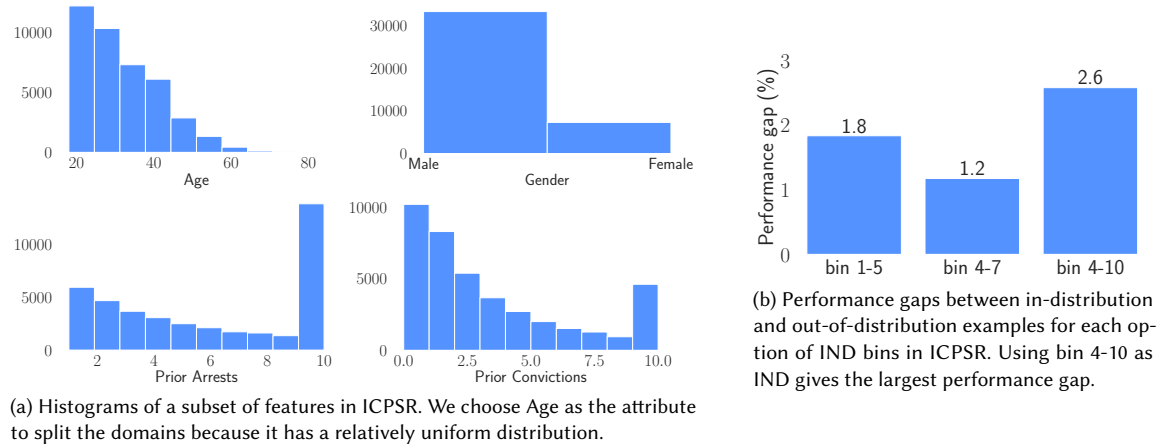 10000
5000
0
20
40
60
80
Age
30000
20000
10000
0
Male
Female
Gender
10000
5000
0
2
4
6
8
10
Prior Arrests
10000
5000
0
0.0
2.5
5.0
7.5
10.0
Prior Convictions
(a) Histograms of a subset of features in ICPSR. We choose Age as the attribute
to split the domains because it has a relatively uniform distribution.
Performance gap (%)
3
2
1
0
1.8
1.2
2.6
bin 1-5
bin 4-7
bin 4-10
(b) Performance gaps between in-distribution
and out-of-distribution examples for each op-
tion of IND bins in ICPSR. Using bin 4-10 as
IND gives the largest performance gap.